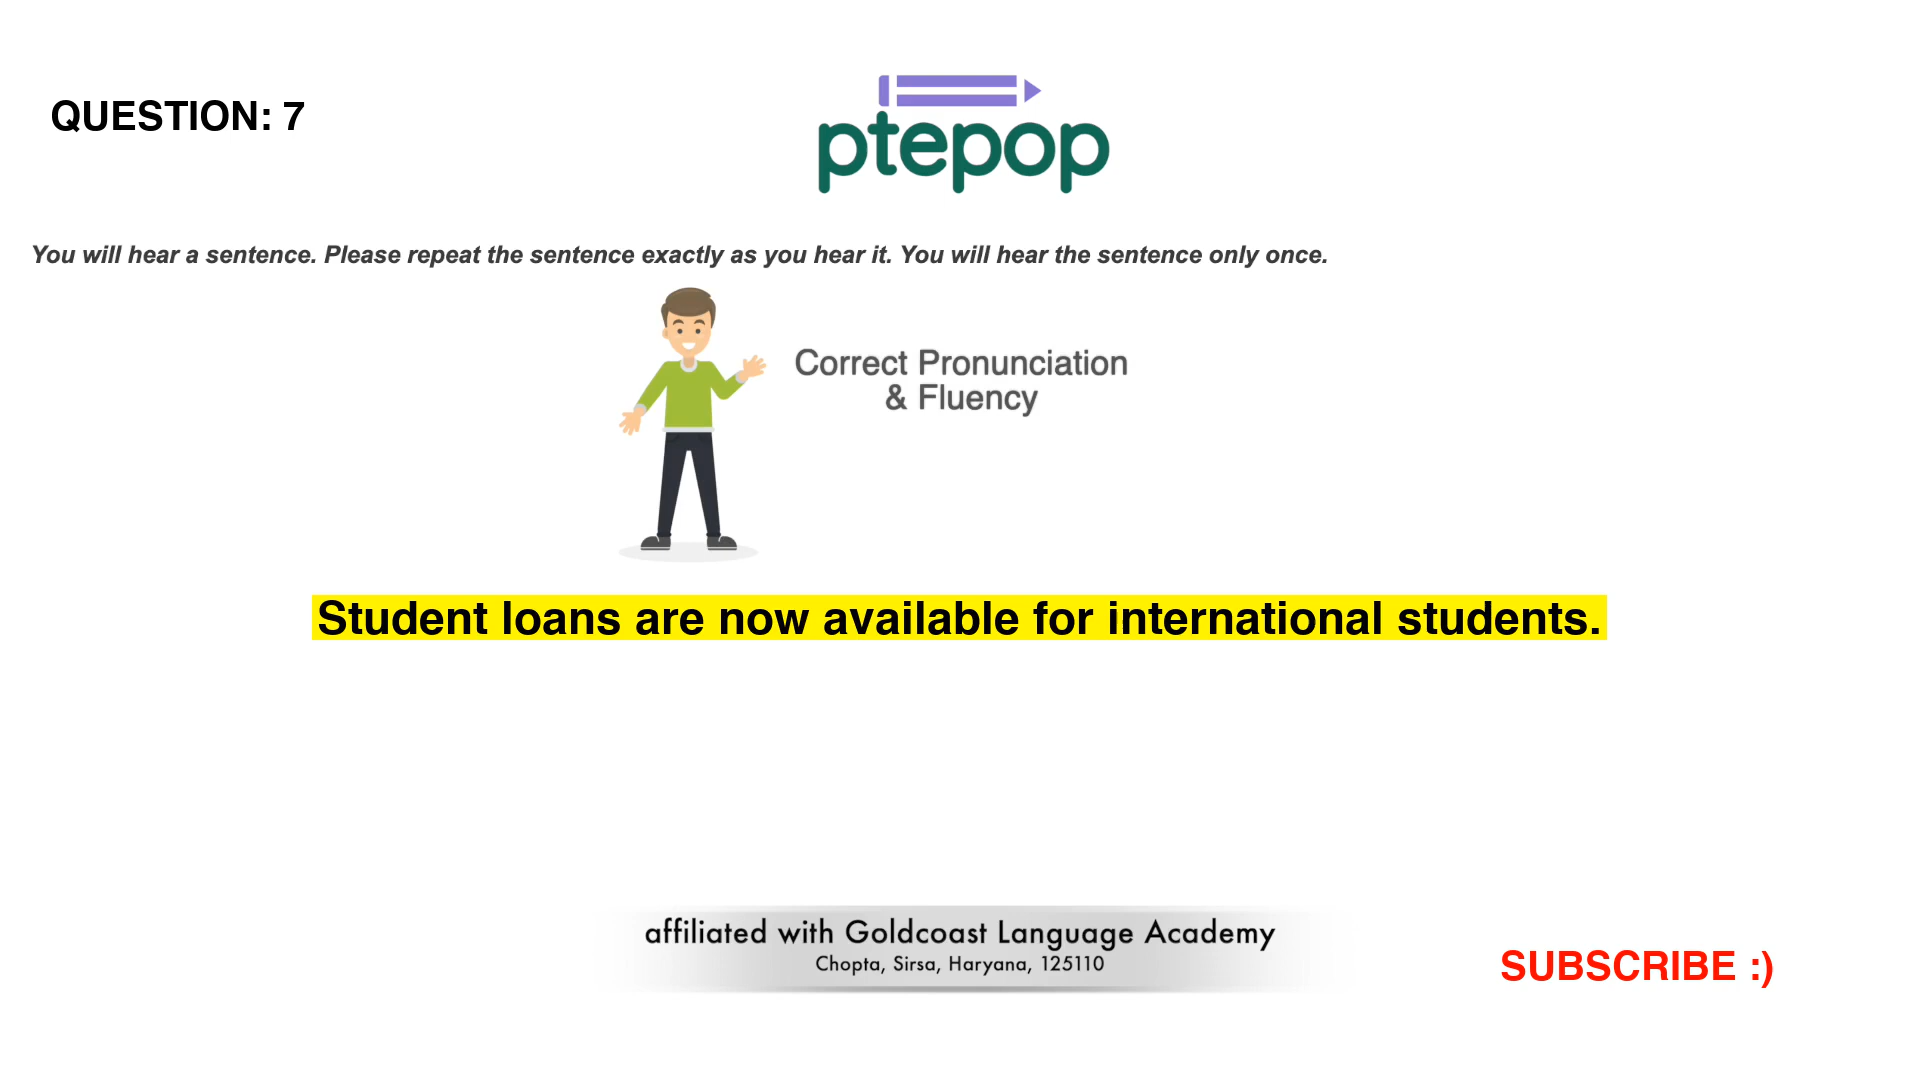 QUESTION: 7
ptepop
You will hear a sentence. Please repeat the sentence exactly as you hear it. You will hear the sentence only once.
Correct Pronunciation
& Fluency
Student loans are now available for international students.
affiliated with Goldcoast Language Academy
Chopta, Sirsa, Haryana, 125110
SUBSCRIBE :)